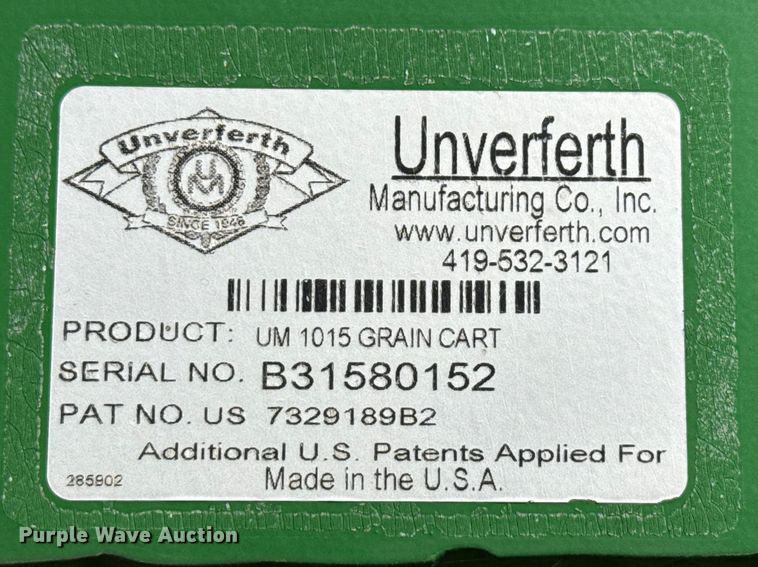 Unverferth
UM
SINCE 1948
Unverferth
Manufacturing Co., Inc.
www.unverferth.com
419-532-3121
PRODUCT: UM 1015 GRAIN CART
SERIAL NO. B31580152
PAT NO. US 7329189B2
Additional U.S. Patents Applied For
285902 Made in the U.S.A.
Purple Wave Auction